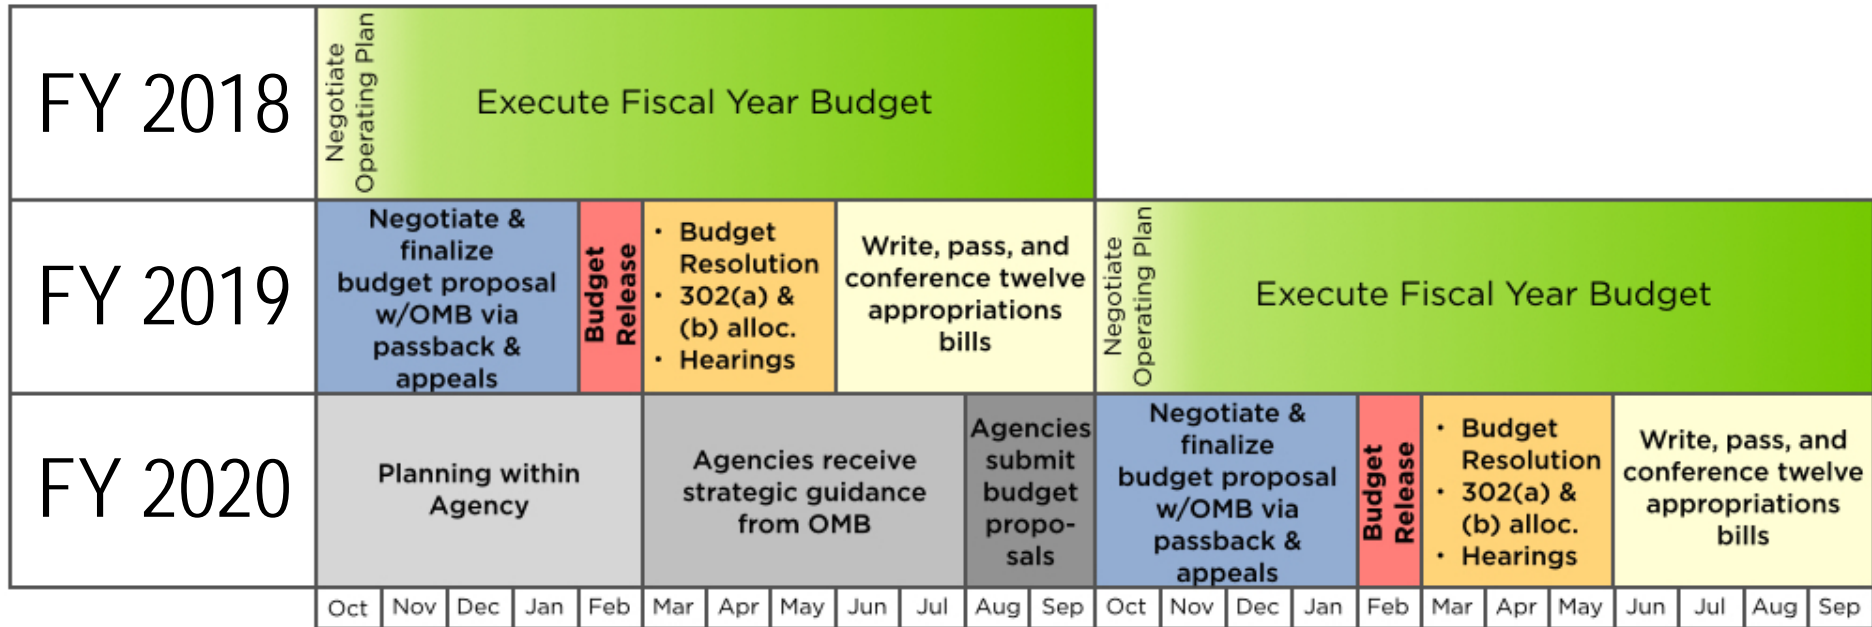 FY 2018
Negotiate
Operating Plan
Execute Fiscal Year Budget
FY 2019
Negotiate &
finalize
budget proposal
w/OMB via
passback &
appeals
Budget
Release
• Budget
Resolution
• 302(a) &
(b) alloc.
• Hearings
Write, pass, and
conference twelve
appropriations
bills
Negotiate
Operating Plan
Execute Fiscal Year Budget
FY 2020
Planning within
Agency
Agencies receive
strategic guidance
from OMB
Agencies
submit
budget
propo-
sals
Negotiate &
finalize
budget proposal
w/OMB via
passback &
appeals
Budget
Release
• Budget
Resolution
• 302(a) &
(b) alloc.
• Hearings
Write, pass, and
conference twelve
appropriations
bills
Oct Nov Dec Jan Feb Mar Apr May Jun Jul Aug Sep Oct Nov Dec Jan Feb Mar Apr May Jun Jul Aug Sep